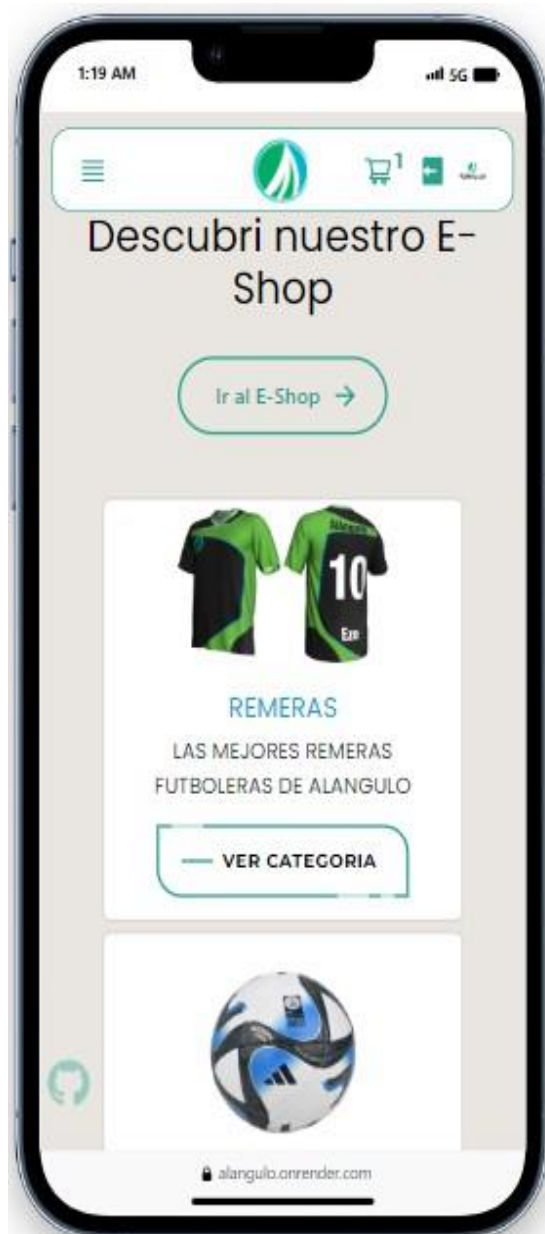 1:19 AM
5G
1
Descubri nuestro E-
Shop
Ir al E-Shop →
10
Exe
REMERAS
LAS MEJORES REMERAS
FUTBOLERAS DE ALANGULO
VER CATEGORIA
alangulo.onrender.com